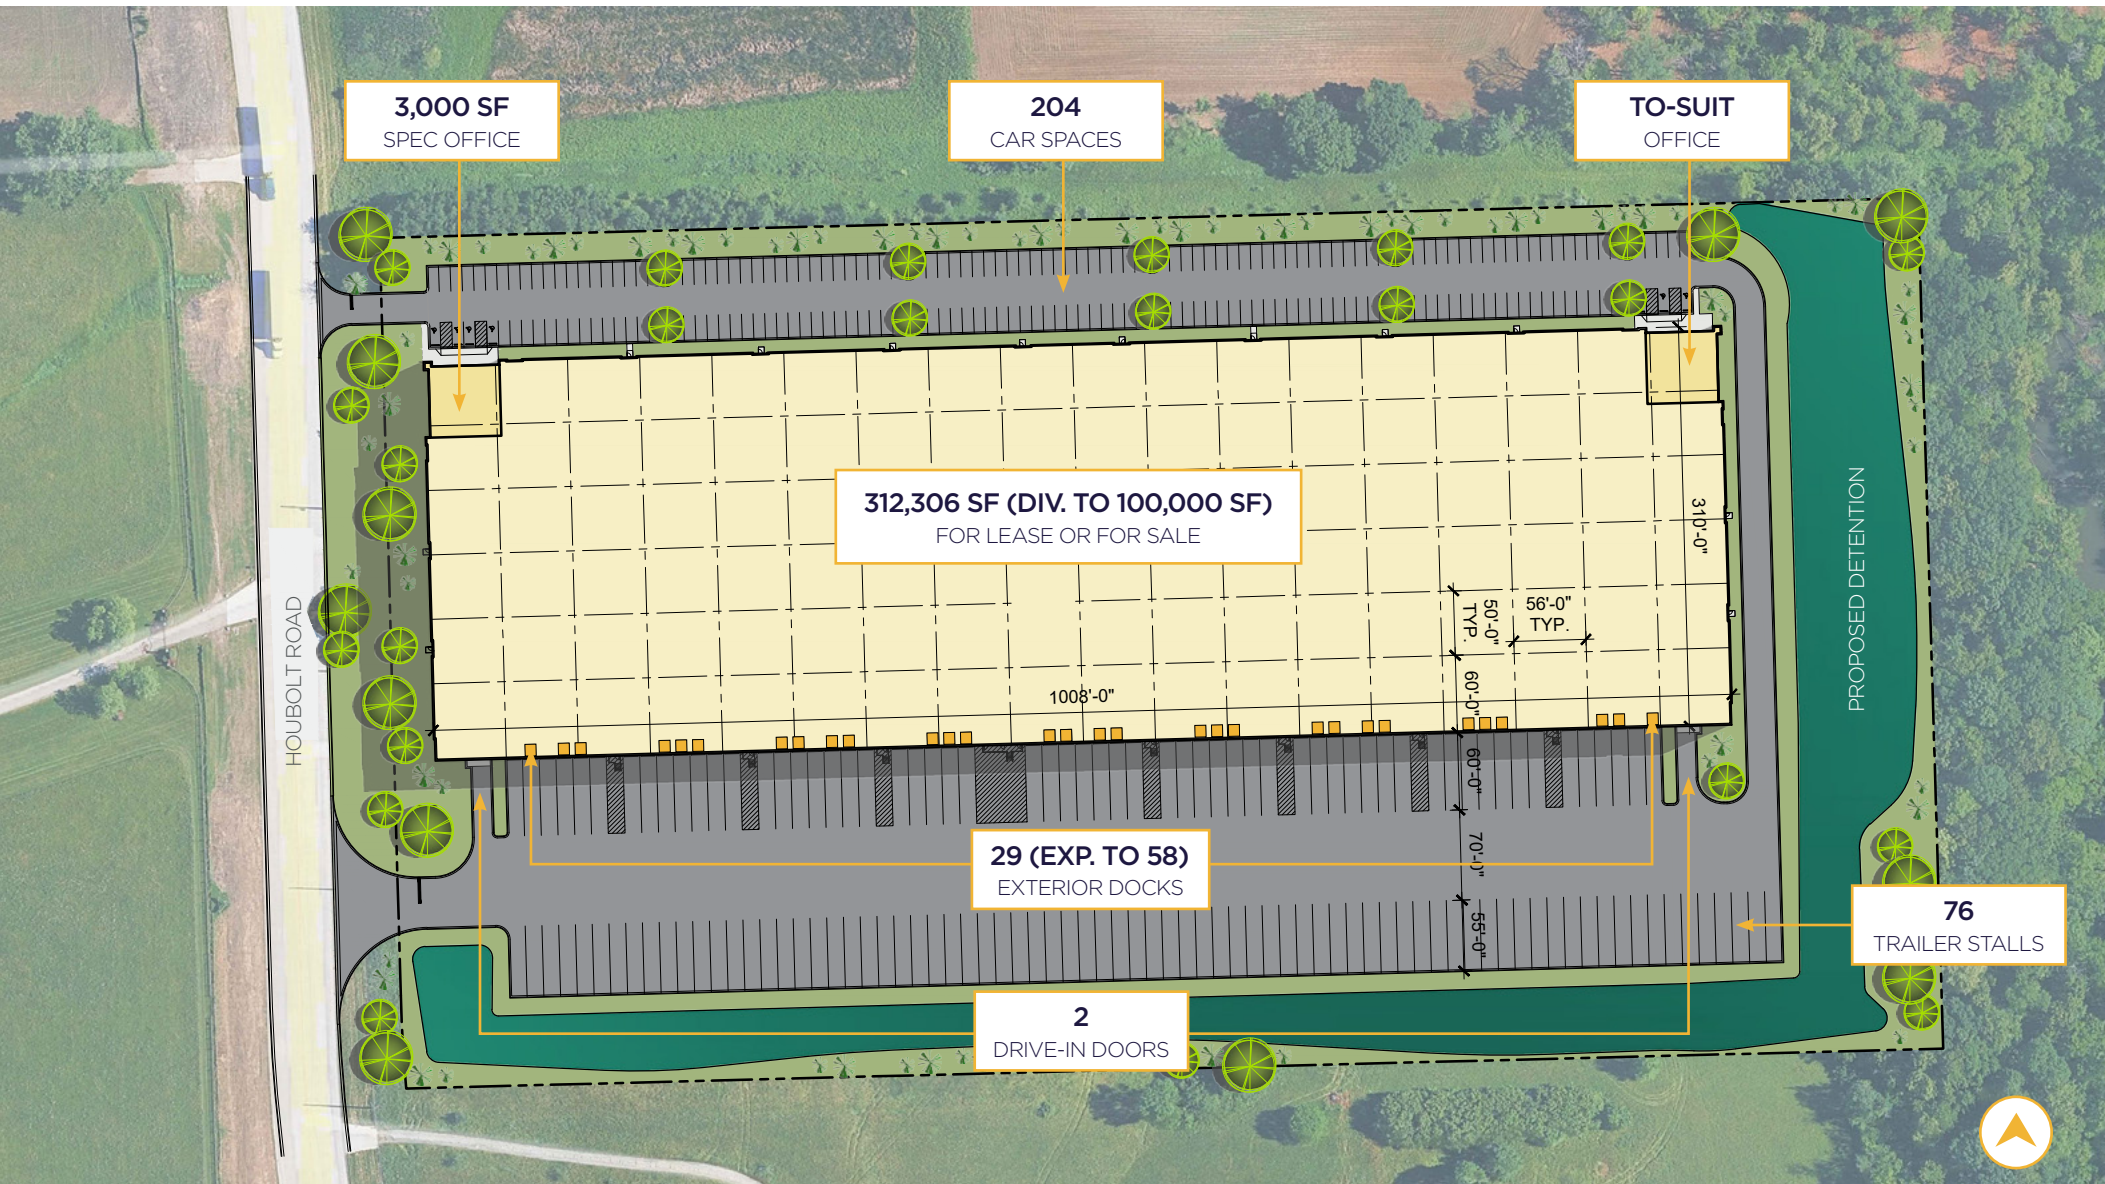 3,000 SF
SPEC OFFICE
204
CAR SPACES
TO-SUIT
OFFICE
312,306 SF (DIV. TO 100,000 SF)
FOR LEASE OR FOR SALE
310'-0"
50'-0"
TYP.
56'-0"
TYP.
60'-0"
1008'-0"
HOUBOLT ROAD
PROPOSED DETENTION
60'-0"
70'-0"
55'-0"
29 (EXP. TO 58)
EXTERIOR DOCKS
76
TRAILER STALLS
2
DRIVE-IN DOORS